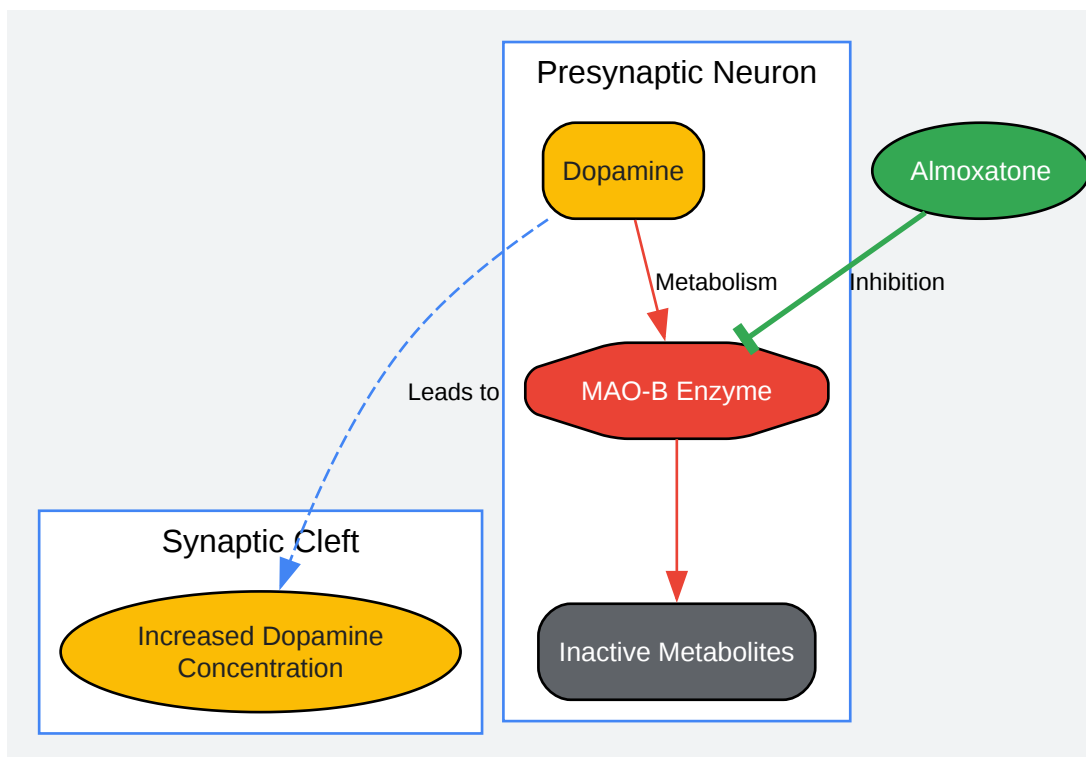 Presynaptic Neuron
Dopamine
Almoxatone
Metabolism
Inhibition
Leads to
MAO-B Enzyme
Synaptic Cleft
Increased Dopamine
Concentration
Inactive Metabolites